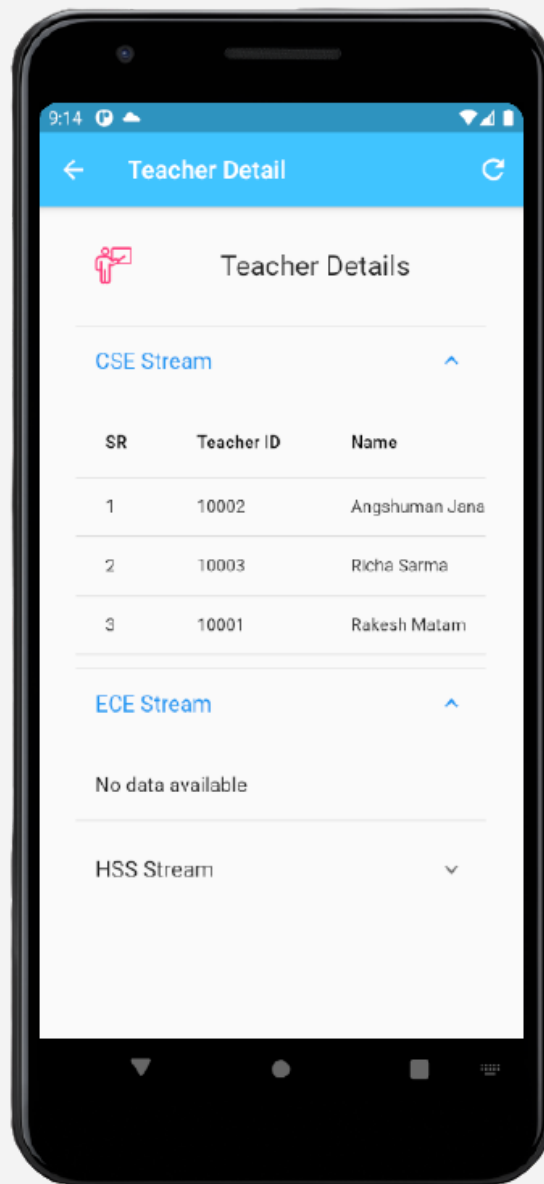 9:14
Teacher Detail
Teacher Details
CSE Stream
SR Teacher ID Name
1 10002 Angshuman Jana
2 10003 Richa Sarma
3 10001 Rakesh Matam
ECE Stream
No data available
HSS Stream